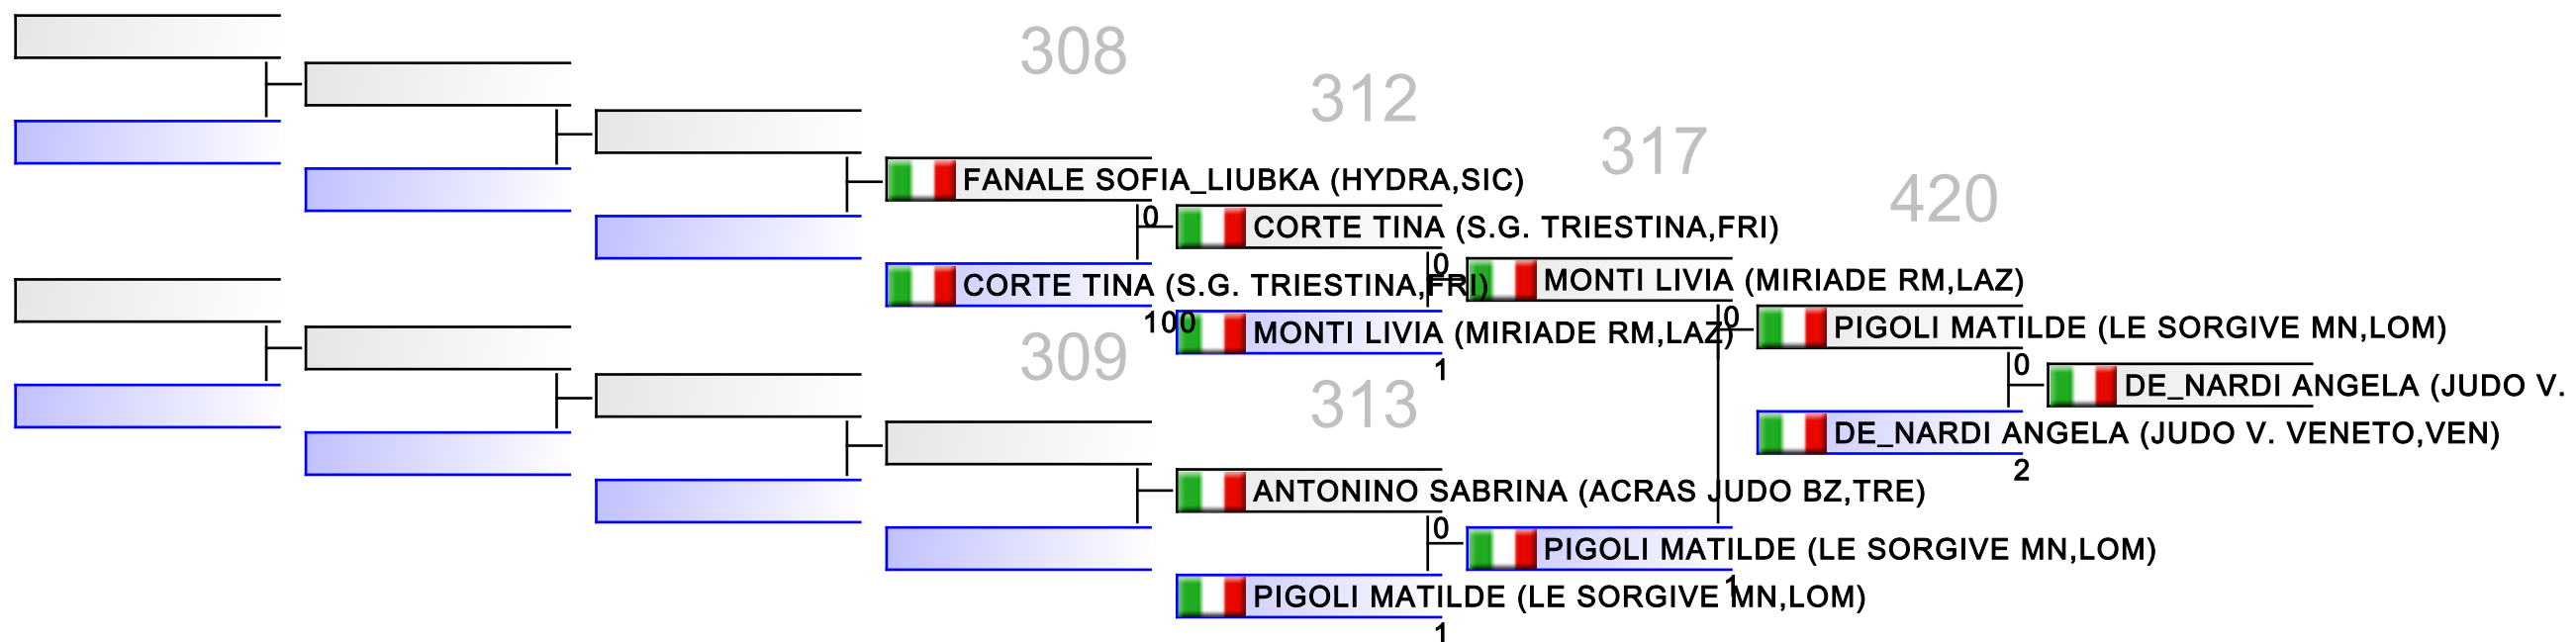 308
312
317
420
FANALE SOFIA_LIUBKA (HYDRA,SIC)
0
CORTE TINA (S.G. TRIESTINA,FRI)
0
CORTE TINA (S.G. TRIESTINA,FRI)
100
MONTI LIVIA (MIRIADE RM,LAZ)
0
MONTI LIVIA (MIRIADE RM,LAZ)
1
PIGOLI MATILDE (LE SORGIVE MN,LOM)
0
DE_NARDI ANGELA (JUDO V.
DE_NARDI ANGELA (JUDO V. VENETO,VEN)
2
309
313
ANTONINO SABRINA (ACRAS JUDO BZ,TRE)
0
PIGOLI MATILDE (LE SORGIVE MN,LOM)
1
PIGOLI MATILDE (LE SORGIVE MN,LOM)
1